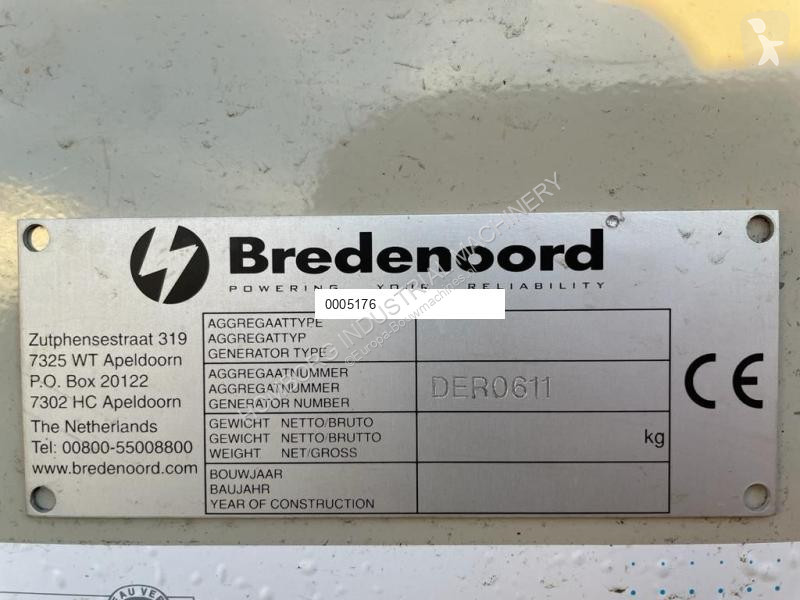 Bredenoord
POWERING YOUR RELIABILITY
0005176
Zutphensestraat 319
7325 WT Apeldoorn
P.O. Box 20122
7302 HC Apeldoorn
The Netherlands
Tel: 00800-55008800
www.bredenoord.com
AGGREGAATTYPE
AGGREGATTYP
GENERATOR TYPE
AGGREGAATNUMMER
AGGREGATNUMMER
GENERATOR NUMBER
DER0611
GEWICHT NETTO/BRUTO
GEWICHT NETTO/BRUTTO
WEIGHT NET/GROSS
kg
BOUWJAAR
BAUJAHR
YEAR OF CONSTRUCTION
CE